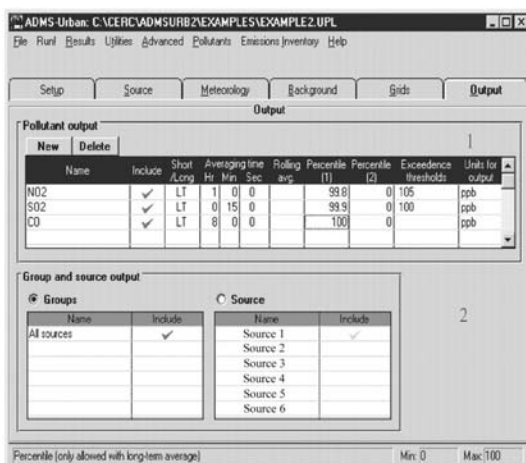 ADMS-Urban: C:\CERC\ADMSURB2\EXAMPLES\EXAMPLE2.UPL
File Run! Results Utilities Advanced Pollutants Emissions Inventory Help
Setup Source Meteorology Background Grids Output
Output
Pollutant output
New Delete 1
Name Include Short /Long Averaging time Hr Min Sec Rolling avg. Percentile (1) Percentile (2) Exceedence thresholds Units for output
NO2 LT 1 0 0 99.8 0 105 ppb
SO2 LT 0 15 0 99.9 0 100 ppb
CO LT 8 0 0 100 0 ppb
Group and source output
Groups Source 2
Name Include Name Include
All sources Source 1
Source 2
Source 3
Source 4
Source 5
Source 6
Percentile (only allowed with long-term average) Min: 0 Max: 100